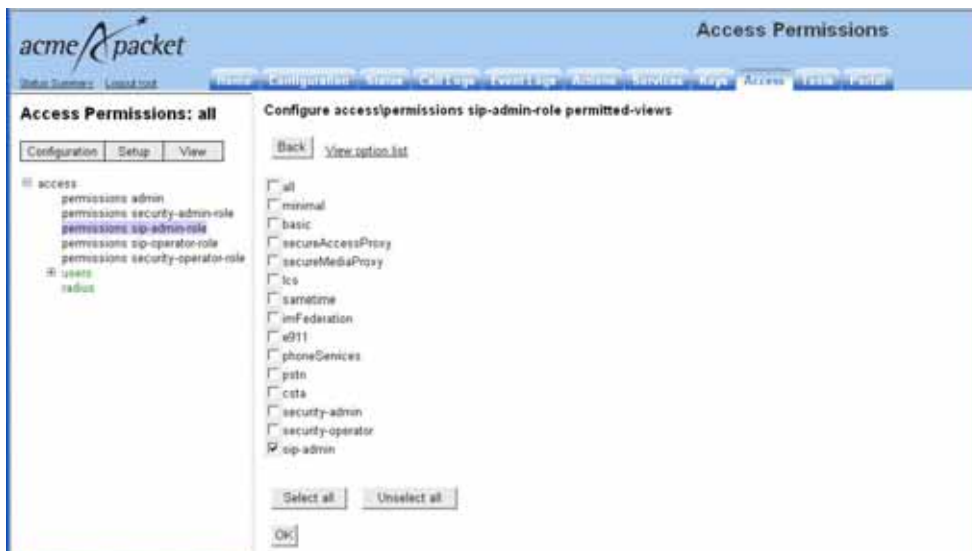 acme packet
Access Permissions
Status Summary Logout root
Home Configuration Status Call Logs Event Logs Actions Services Keys Access Tools Portal
Access Permissions: all
Configuration Setup View
access
permissions admin
permissions security-admin-role
permissions sip-admin-role
permissions sip-operator-role
permissions security-operator-role
users
radius
Configure access\permissions sip-admin-role permitted-views
Back View option list
all
minimal
basic
secureAccessProxy
secureMediaProxy
lcs
sametime
imFederation
e911
phoneServices
pstn
csta
security-admin
security-operator
sip-admin
Select all Unselect all
OK